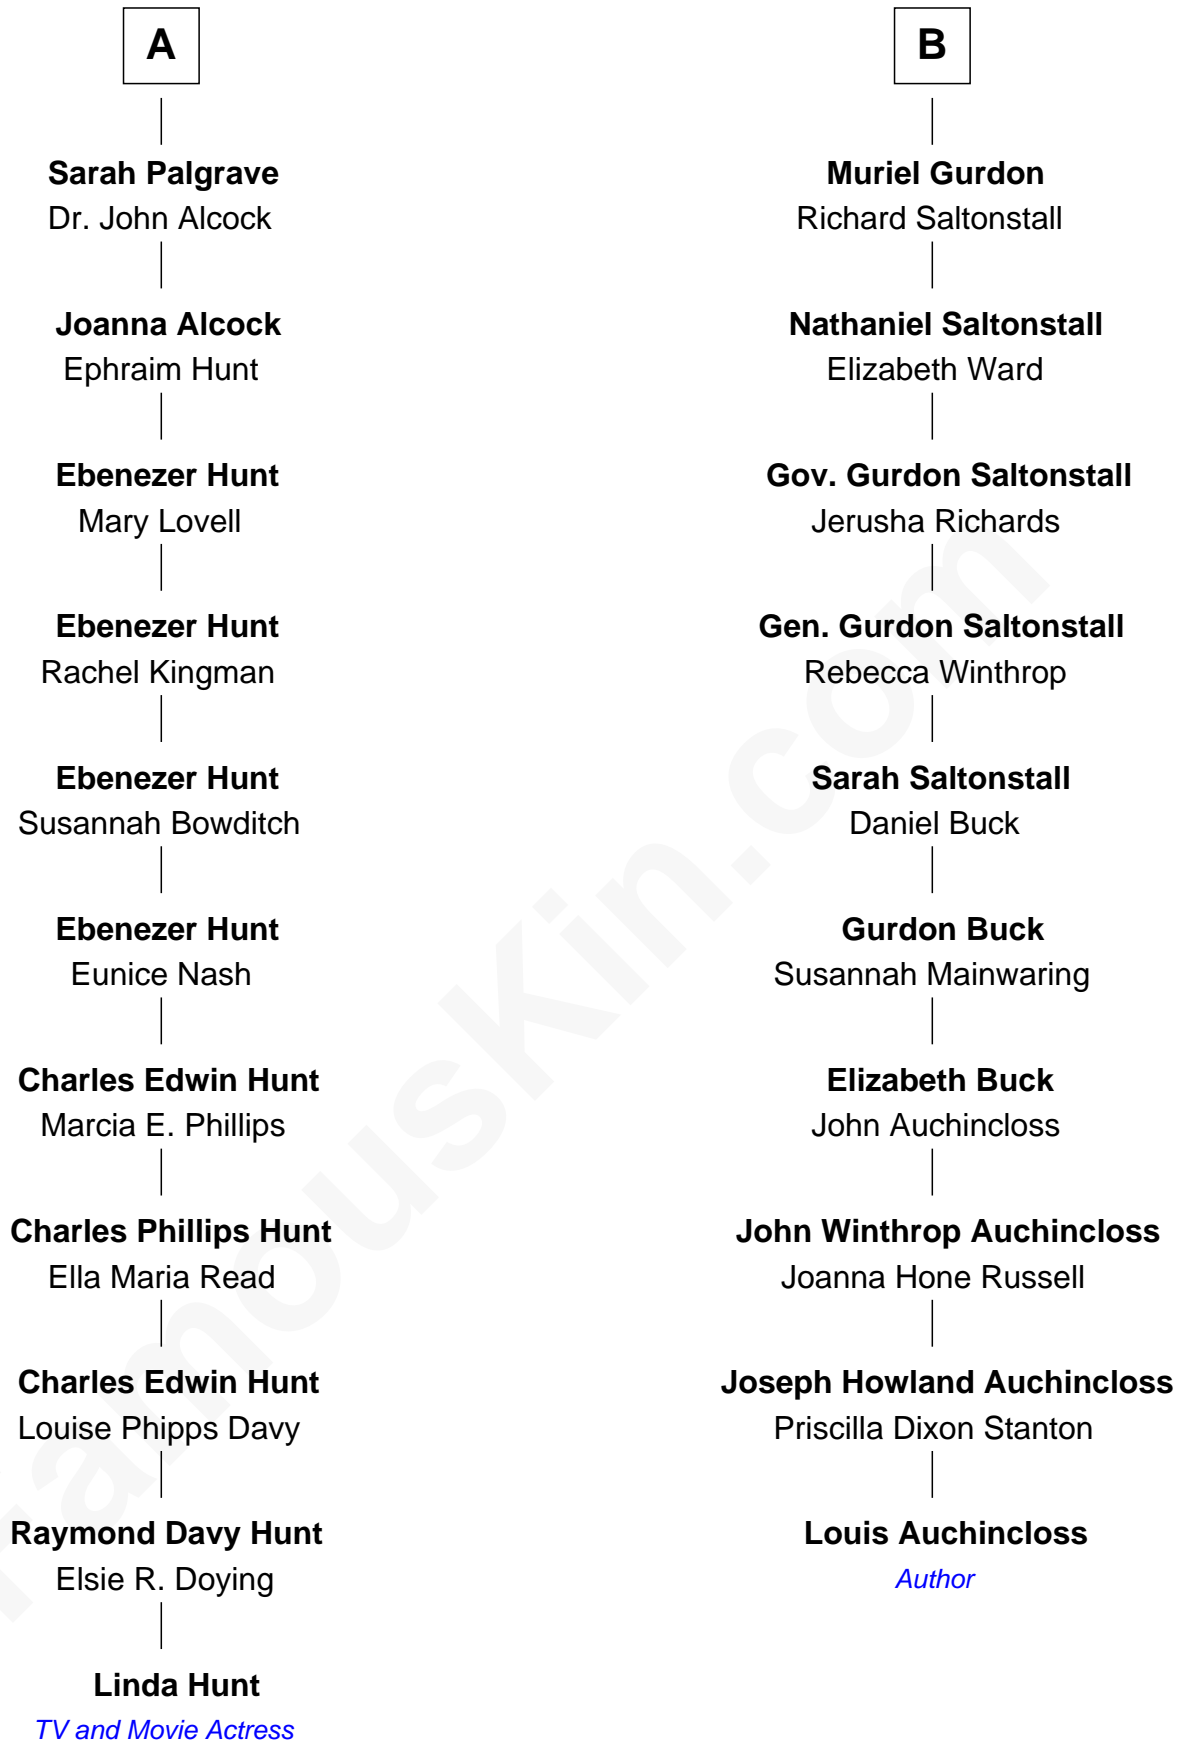 A
Sarah Palgrave
Dr. John Alcock
Joanna Alcock
Ephraim Hunt
Ebenezer Hunt
Mary Lovell
Ebenezer Hunt
Rachel Kingman
Ebenezer Hunt
Susannah Bowditch
Ebenezer Hunt
Eunice Nash
Charles Edwin Hunt
Marcia E. Phillips
Charles Phillips Hunt
Ella Maria Read
Charles Edwin Hunt
Louise Phipps Davy
Raymond Davy Hunt
Elsie R. Doying
Linda Hunt
TV and Movie Actress
B
Muriel Gurdon
Richard Saltonstall
Nathaniel Saltonstall
Elizabeth Ward
Gov. Gurdon Saltonstall
Jerusha Richards
Gen. Gurdon Saltonstall
Rebecca Winthrop
Sarah Saltonstall
Daniel Buck
Gurdon Buck
Susannah Mainwaring
Elizabeth Buck
John Auchincloss
John Winthrop Auchincloss
Joanna Hone Russell
Joseph Howland Auchincloss
Priscilla Dixon Stanton
Louis Auchincloss
Author
FamousKin.com